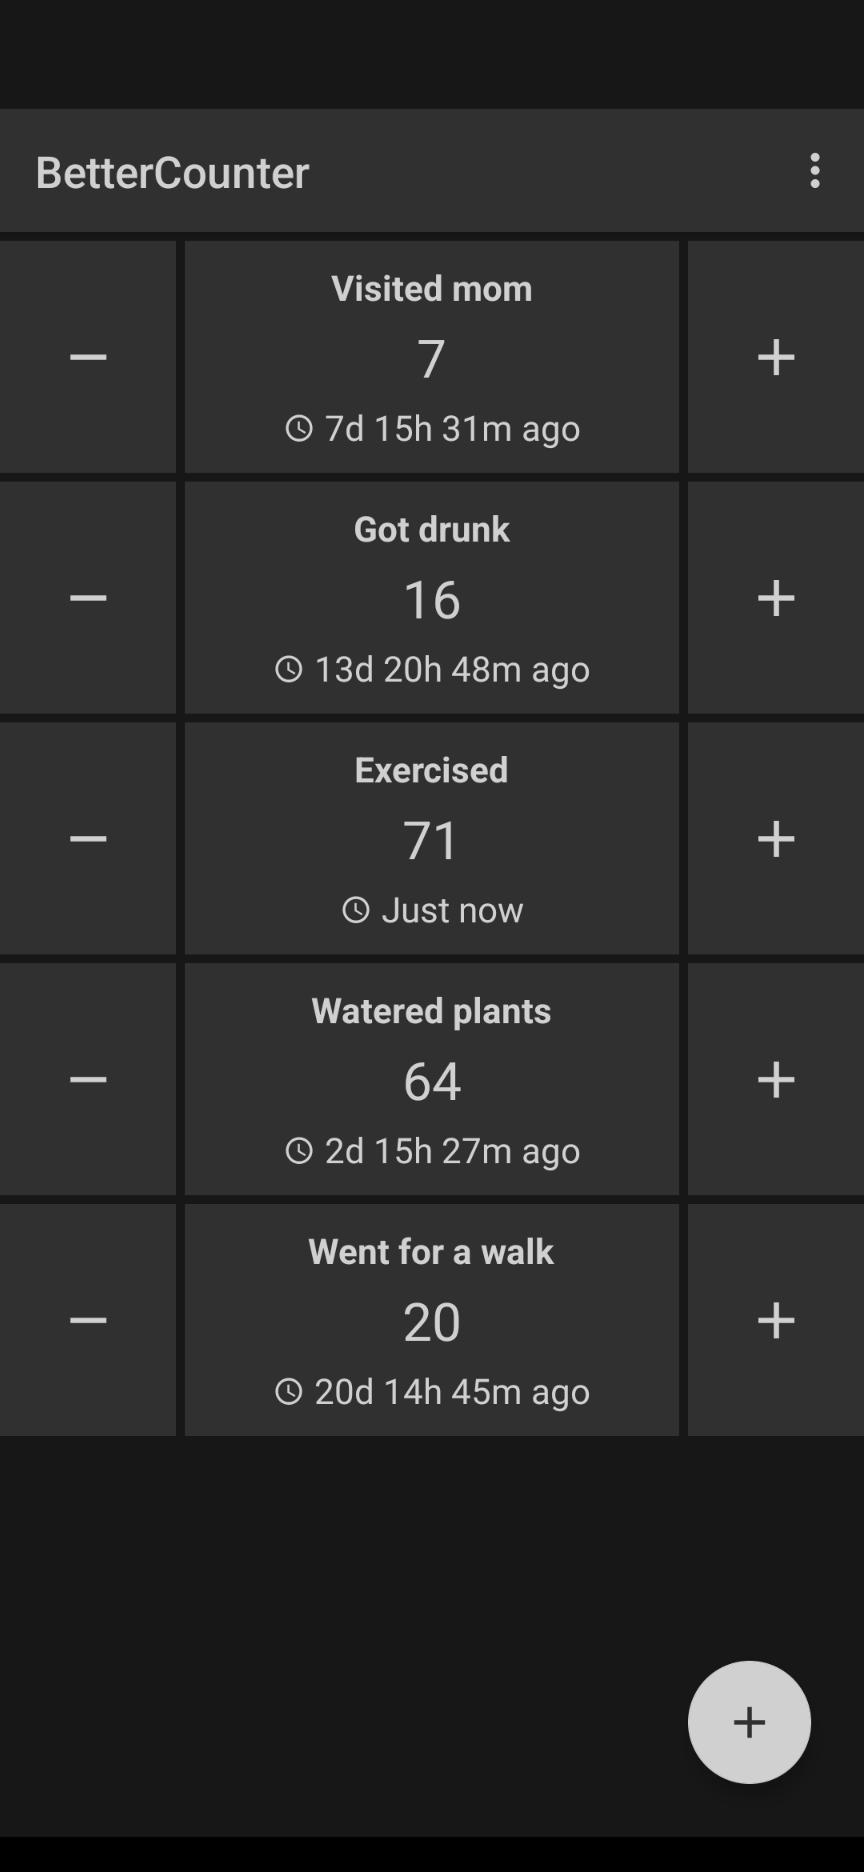 BetterCounter
Visited mom
7
7d 15h 31m ago
Got drunk
16
13d 20h 48m ago
Exercised
71
Just now
Watered plants
64
2d 15h 27m ago
Went for a walk
20
20d 14h 45m ago